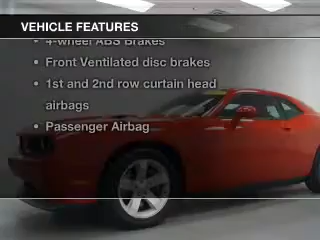 VEHICLE FEATURES
• 4-wheel ABS Brakes
• Front Ventilated disc brakes
• 1st and 2nd row curtain head
airbags
• Passenger Airbag